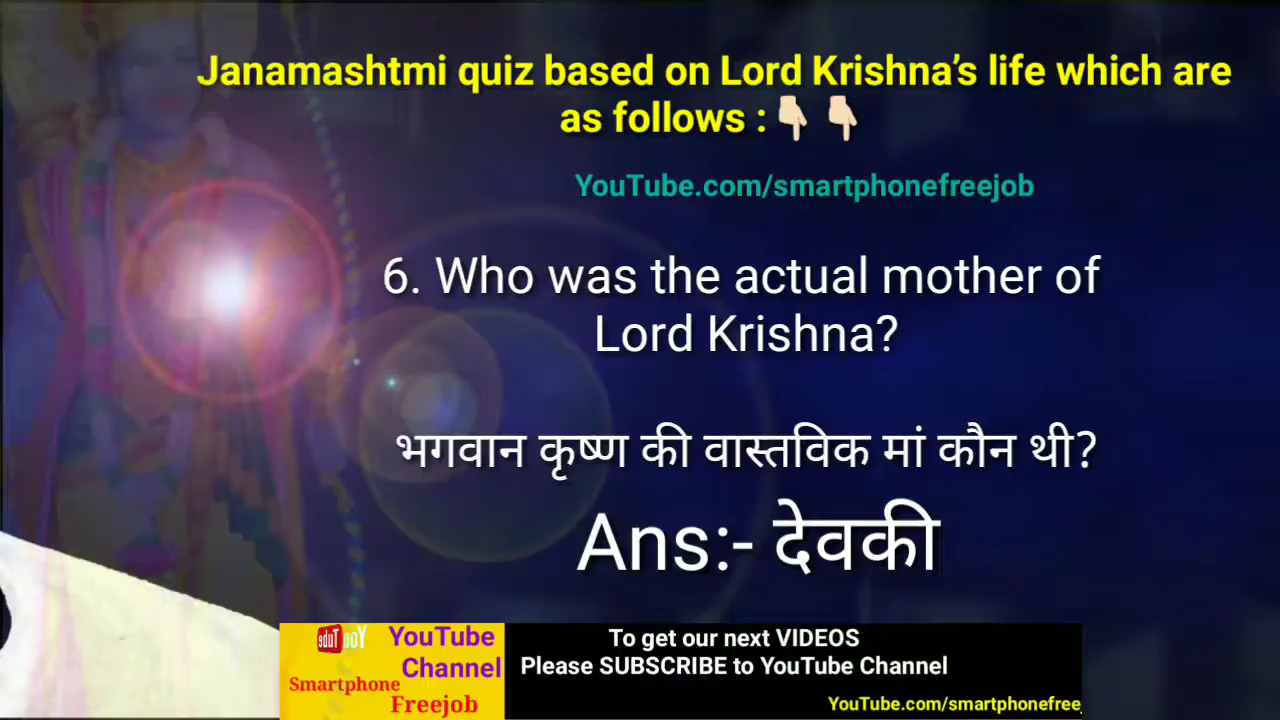 Janamashtmi quiz based on Lord Krishna’s life which are
as follows :👇🏻👇🏻
YouTube.com/smartphonefreejob
6. Who was the actual mother of
Lord Krishna?
भगवान कृष्ण की वास्तविक मां कौन थी?
Ans:- देवकी
YouTube
YouTube
Channel
Smartphone
Freejob
To get our next VIDEOS
Please SUBSCRIBE to YouTube Channel
YouTube.com/smartphonefree